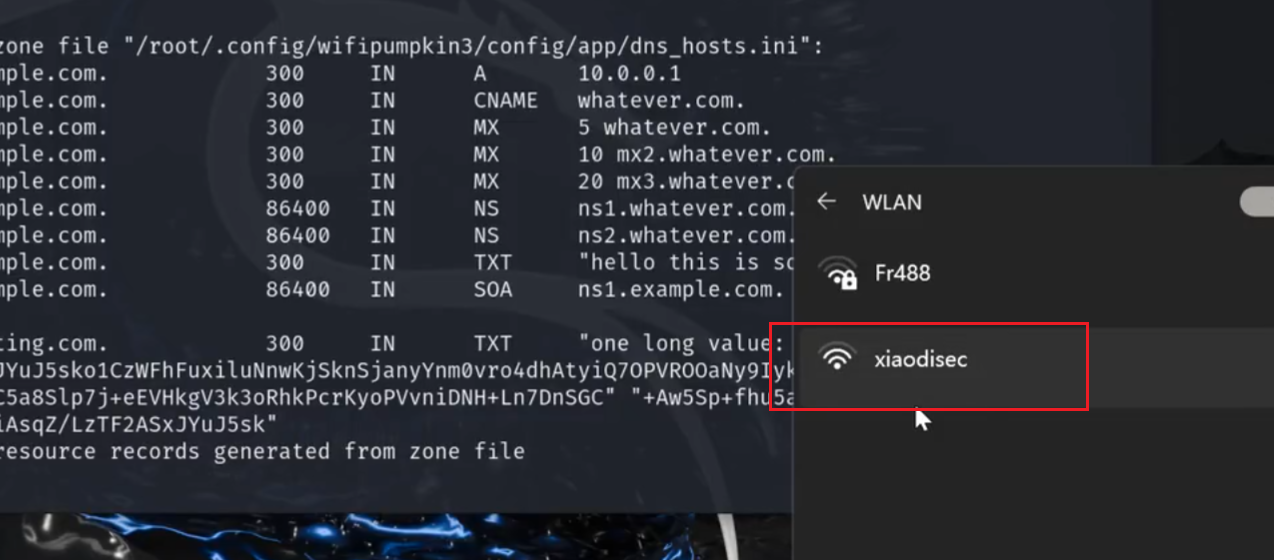 zone file "/root/.config/wifipumpkin3/config/app/dns_hosts.ini":
mple.com. 300 IN A 10.0.0.1
mple.com. 300 IN CNAME whatever.com.
mple.com. 300 IN MX 5 whatever.com.
mple.com. 300 IN MX 10 mx2.whatever.com.
mple.com. 300 IN MX 20 mx3.whatever.c
mple.com. 86400 IN NS ns1.whatever.com.
mple.com. 86400 IN NS ns2.whatever.com.
mple.com. 300 IN TXT "hello this is so
mple.com. 86400 IN SOA ns1.example.com.
ting.com. 300 IN TXT "one long value:
JYuJ5sko1CzWFhFuxiluNnwKjSknSjanyYnm0vro4dhAtyiQ7OPVROOaNy9Iyk
C5a8Slp7j+eEVHkgV3k3oRhkPcrKyoPVvniDNH+Ln7DnSGC" "+Aw5Sp+fhu5a
iAsqZ/LzTF2ASxJYuJ5sk"
resource records generated from zone file
WLAN
Fr488
xiaodisec